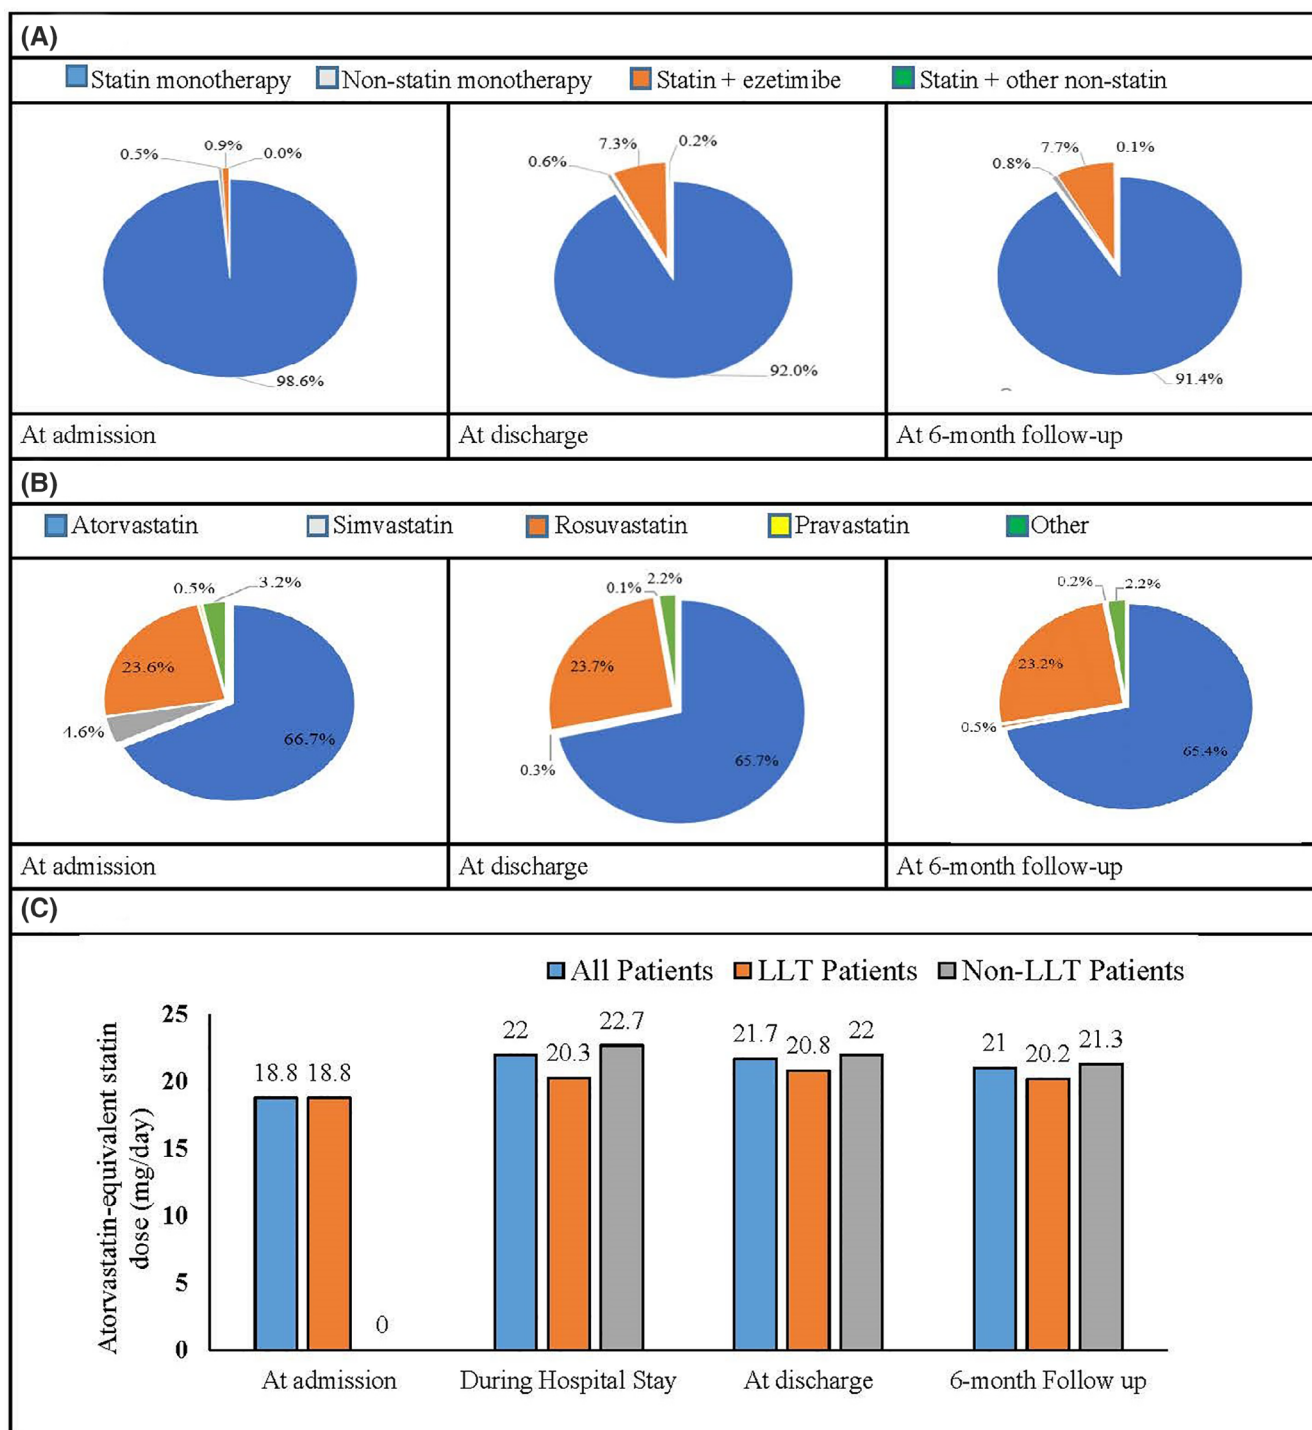 (A)
Statin monotherapy Non-statin monotherapy Statin + ezetimibe Statin + other non-statin
0.5% 0.9% 0.0%
98.6%
0.6% 7.3% 0.2%
92.0%
0.8% 7.7% 0.1%
91.4%
At admission At discharge At 6-month follow-up
(B)
Atorvastatin Simvastatin Rosuvastatin Pravastatin Other
0.5% 3.2%
23.6%
4.6%
66.7%
0.1% 2.2%
23.7%
65.7%
0.3%
0.2% 2.2%
23.2%
0.5%
65.4%
At admission At discharge At 6-month follow-up
(C)
All Patients LLT Patients Non-LLT Patients
Atorvastatin-equivalent statin
dose (mg/day)
25
20
15
10
5
0
18.8 18.8 0
22 20.3 22.7
21.7 20.8 22
21 20.2 21.3
At admission During Hospital Stay At discharge 6-month Follow up